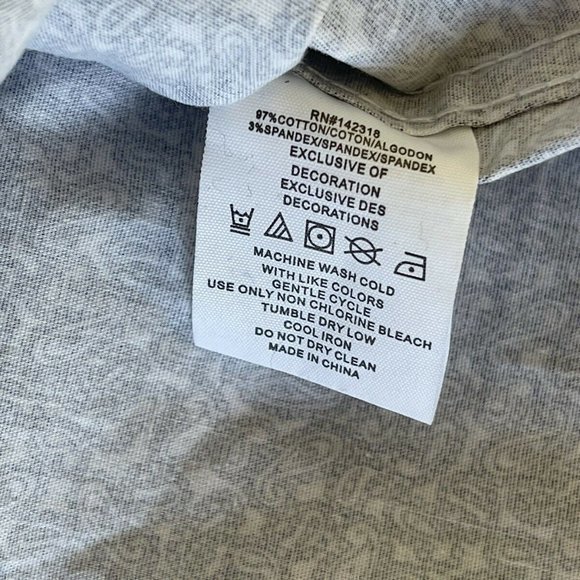 RN#142318
97%COTTON/COTON/ALGODON
3%SPANDEX/SPANDEX/SPANDEX
EXCLUSIVE OF
DECORATION
EXCLUSIVE DES
DECORATIONS
MACHINE WASH COLD
WITH LIKE COLORS
GENTLE CYCLE
USE ONLY NON CHLORINE BLEACH
TUMBLE DRY LOW
COOL IRON
DO NOT DRY CLEAN
MADE IN CHINA